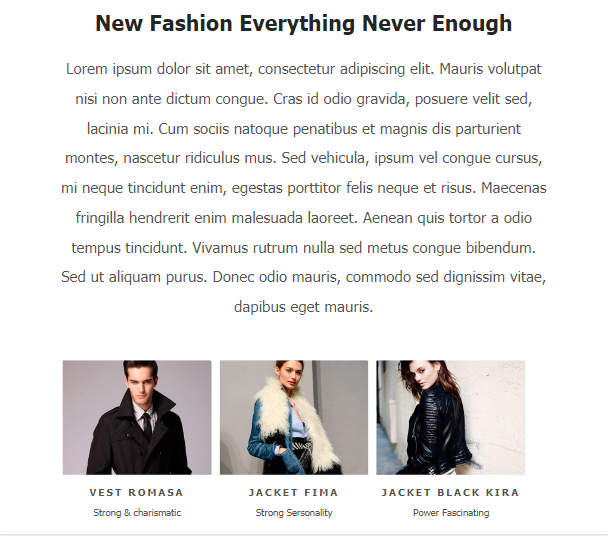 New Fashion Everything Never Enough
Lorem ipsum dolor sit amet, consectetur adipiscing elit. Mauris volutpat
nisi non ante dictum congue. Cras id odio gravida, posuere velit sed,
lacinia mi. Cum sociis natoque penatibus et magnis dis parturient
montes, nascetur ridiculus mus. Sed vehicula, ipsum vel congue cursus,
mi neque tincidunt enim, egestas porttitor felis neque et risus. Maecenas
fringilla hendrerit enim malesuada laoreet. Aenean quis tortor a odio
tempus tincidunt. Vivamus rutrum nulla sed metus congue bibendum.
Sed ut aliquam purus. Donec odio mauris, commodo sed dignissim vitae,
dapibus eget mauris.
VEST ROMASA
Strong & charismatic
JACKET FIMA
Strong Sersonality
JACKET BLACK KIRA
Power Fascinating